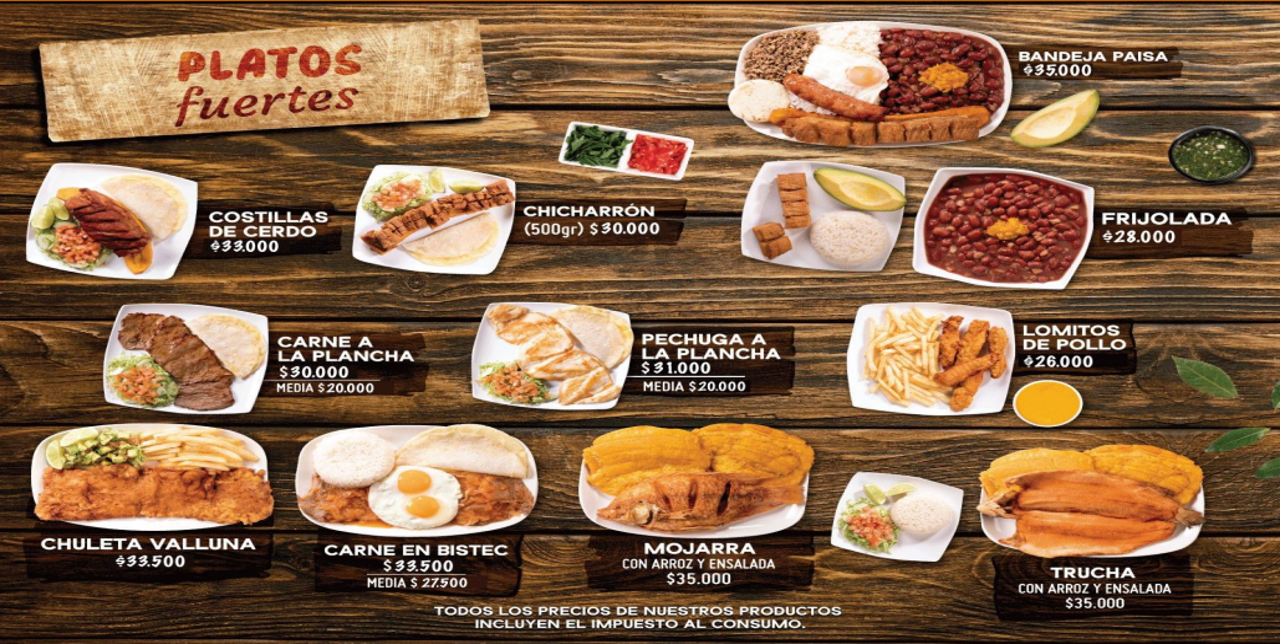 PLATOS
fuertes
BANDEJA PAISA
$35.000
COSTILLAS
DE CERDO
$33.000
CHICHARRÓN
(500gr) $30.000
FRIJOLADA
$28.000
CARNE A
LA PLANCHA
$30.000
MEDIA $20.000
PECHUGA A
LA PLANCHA
$31.000
MEDIA $20.000
LOMITOS
DE POLLO
$26.000
CHULETA VALLUNA
$33.500
CARNE EN BISTEC
$33.500
MEDIA $27.500
MOJARRA
CON ARROZ Y ENSALADA
$35.000
TRUCHA
CON ARROZ Y ENSALADA
$35.000
TODOS LOS PRECIOS DE NUESTROS PRODUCTOS
INCLUYEN EL IMPUESTO AL CONSUMO.